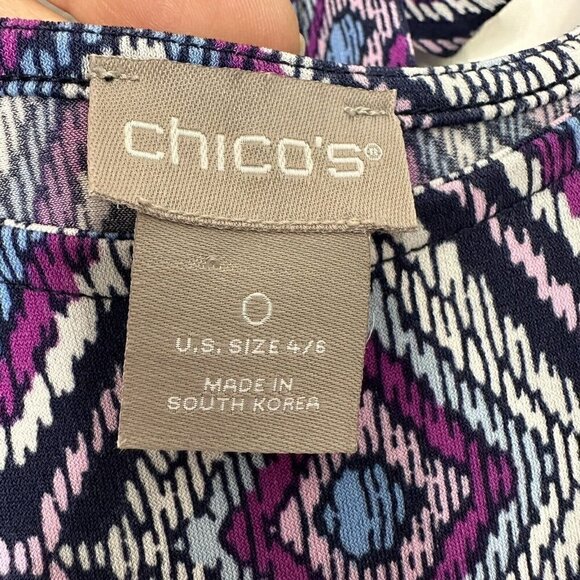 chico's®
0
U.S. SIZE 4/6
MADE IN
SOUTH KOREA